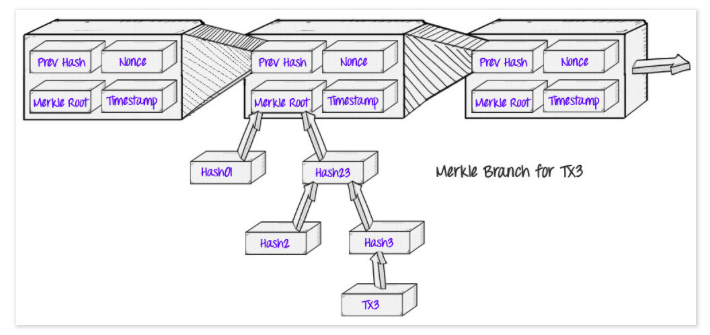 Prev Hash Nonce Prev Hash Nonce Prev Hash Nonce
Merkle Root Timestamp Merkle Root Timestamp Merkle Root Timestamp
Hash01 Hash23 Merkle Branch for TX3
Hash2 Hash3
TX3